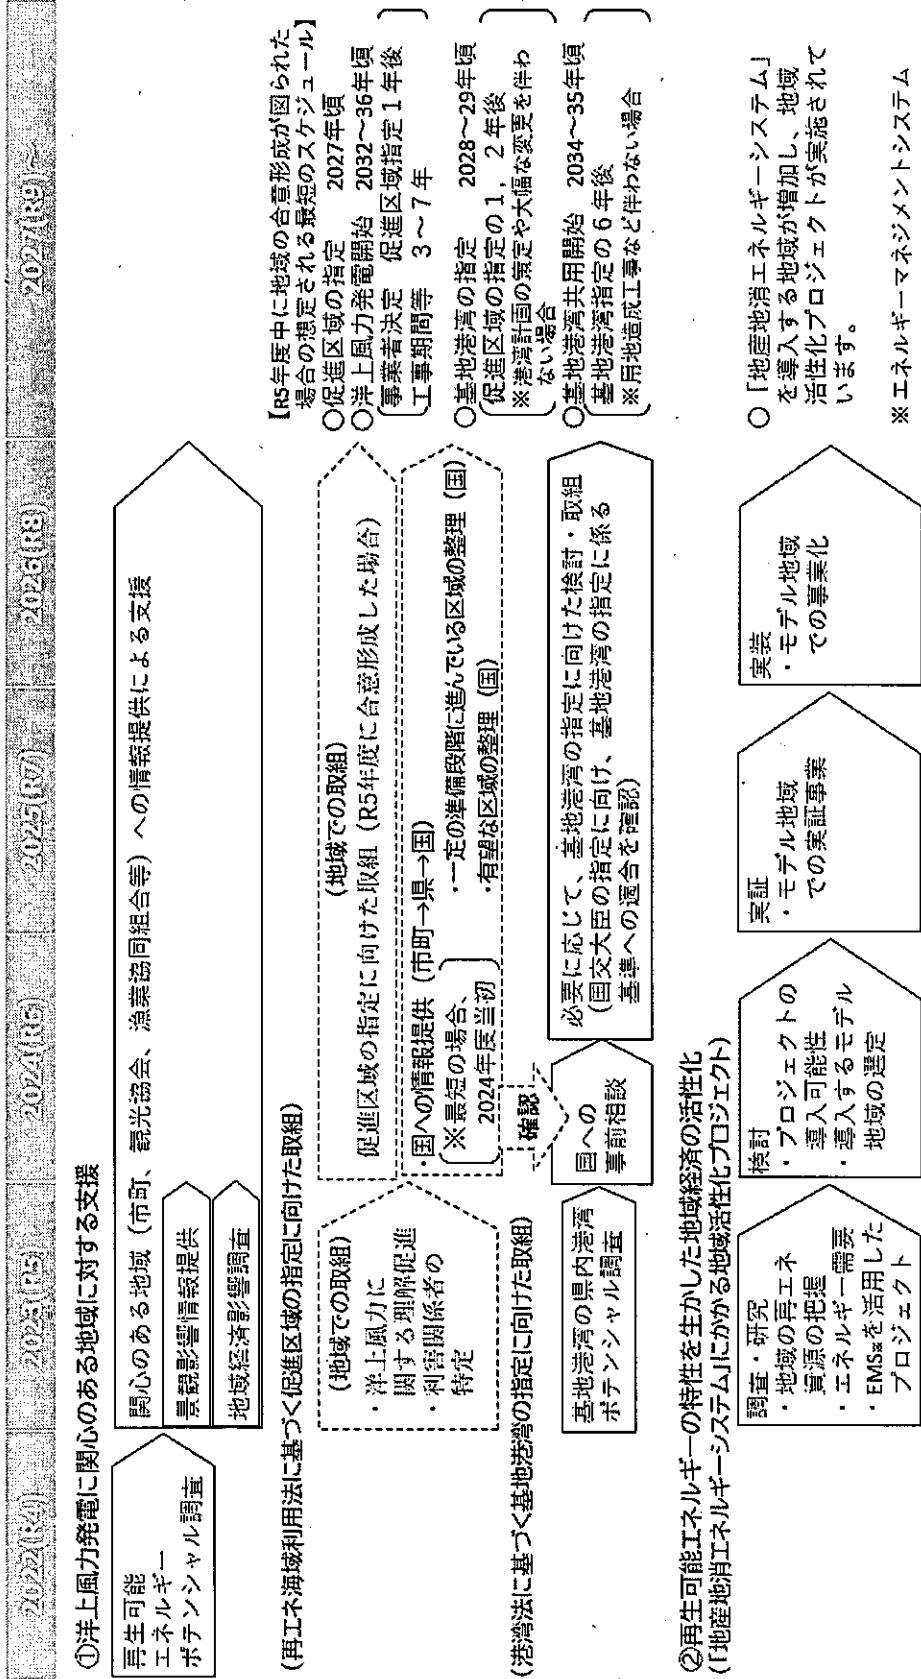 2022(R4) 2023(R5) 2024(R6) 2025(R7) 2026(R8) 2027(R9)～
①洋上風力発電に関心のある地域に対する支援
再生可能
エネルギー
ポテンシャル調査
関心のある地域（市町、観光協会、漁業協同組合等）への情報提供による支援
景観影響情報提供
地域経済影響調査
(再エネ海域利用法に基づく促進区域の指定に向けた取組)
(地域での取組)
・洋上風力に
関する理解促進
・利害関係者の
特定
(地域での取組)
促進区域の指定に向けた取組（R5年度に合意形成した場合）
・国への情報提供（市町→県→国）
※最短の場合、
2024年度当初
・一定の準備段階に進んでいる区域の整理（国）
・有望な区域の整理（国）
確認
【R5年度中に地域の合意形成が図られた
場合の想定される最短のスケジュール】
○促進区域の指定 2027年頃
○洋上風力発電開始 2032～36年頃
事業者決定 促進区域指定1年後
工事期間等 3～7年
○基地港湾の指定 2028～29年頃
促進区域の指定の1，2年後
※港湾計画の策定や大幅な変更を伴わ
ない場合
○基地港湾共用開始 2034～35年頃
基地港湾指定の6年後
※用地造成工事など伴わない場合
(港湾法に基づく基地港湾の指定に向けた取組)
基地港湾の県内港湾
ポテンシャル調査
国への
事前相談
必要に応じて、基地港湾の指定に向けた検討・取組
(国交大臣の指定に向け、基地港湾の指定に係る
基準への適合を確認)
②再生可能エネルギーの特性を生かした地域経済の活性化
(「地産地消エネルギーシステム」にかかる地域活性化プロジェクト)
調査・研究
・地域の再エネ
資源の把握
・エネルギー需要
・EMS※を活用した
プロジェクト
検討
・プロジェクトの
導入可能性
・導入するモデル
地域の選定
実証
・モデル地域
での実証事業
実装
・モデル地域
での事業化
○「地産地消エネルギーシステム」
を導入する地域が増加し、地域
活性化プロジェクトが実施されて
います。
※エネルギーマネジメントシステム